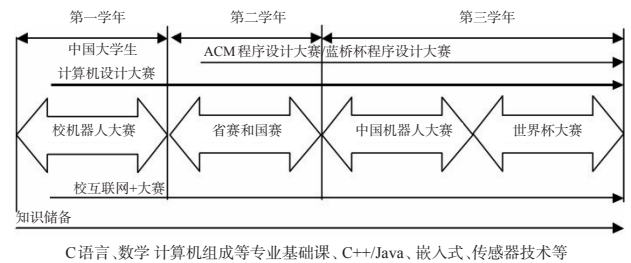 第一学年 第二学年 第三学年
中国大学生 ACM程序设计大赛/蓝桥杯程序设计大赛
计算机设计大赛
校机器人大赛 省赛和国赛 中国机器人大赛 世界杯大赛
校互联网+大赛
知识储备
C语言、数学 计算机组成等专业基础课、C++/Java、嵌入式、传感器技术等